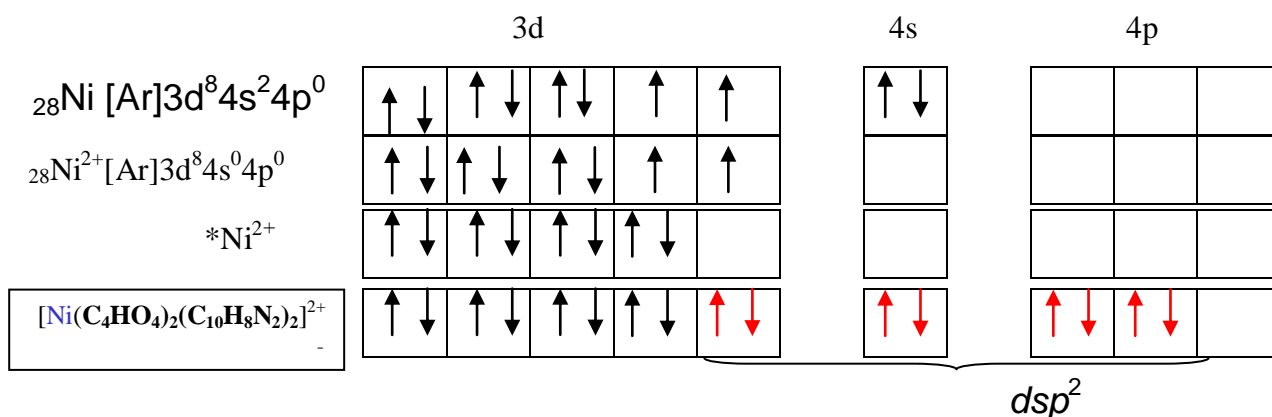 3d 4s 4p
₂₈Ni [Ar]3d⁸4s²4p⁰
₂₈Ni²⁺[Ar]3d⁸4s⁰4p⁰
*Ni²⁺
[Ni(C₄HO₄)₂(C₁₀H₈N₂)₂]²⁺
-
dsp²